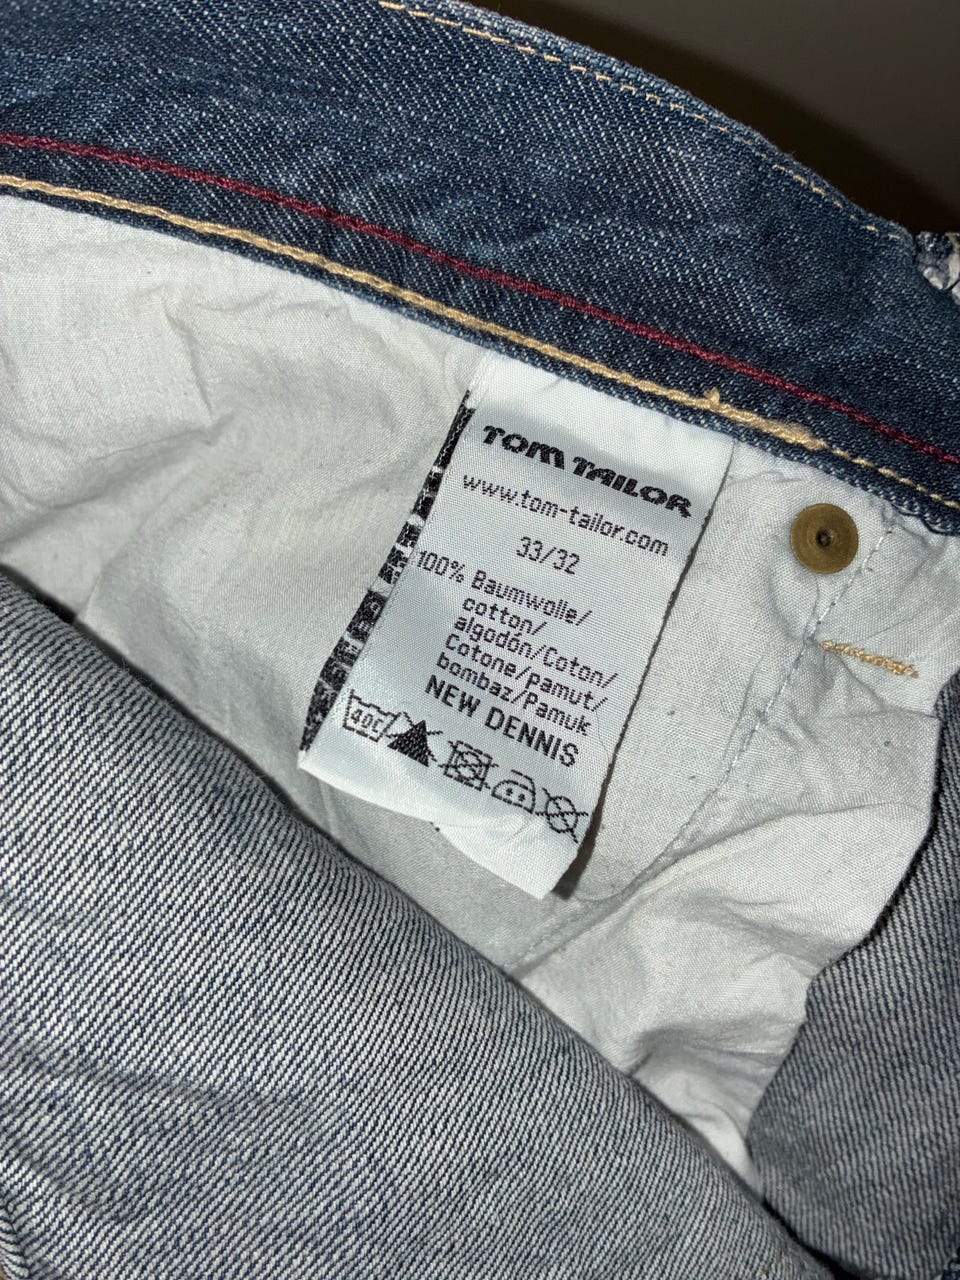 TOM TAILOR
www.tom-tailor.com
33/32
100% Baumwolle/
cotton/
algodón/Coton/
Cotone/pamut/
bombaz/Pamuk
NEW DENNIS
40C